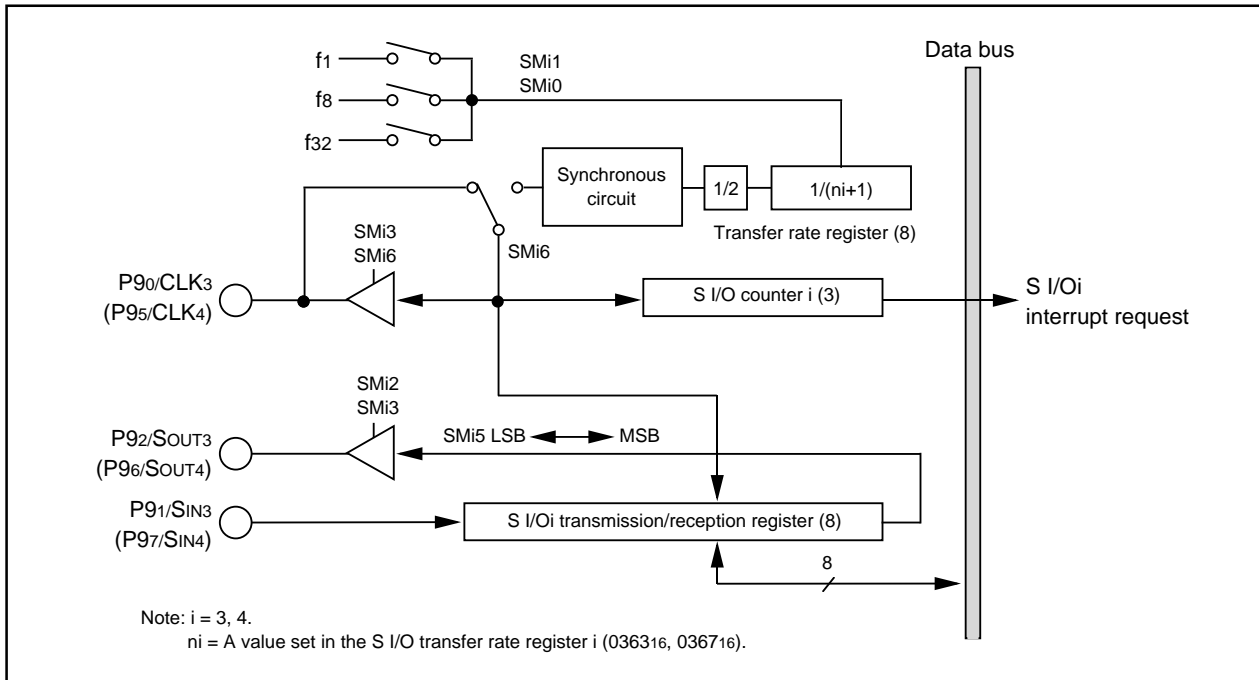 Data bus
f1
SMi1
SMi0
f8
f32
Synchronous
circuit
1/2
1/(ni+1)
Transfer rate register (8)
SMi6
SMi3
SMi6
P90/CLK3
(P95/CLK4)
S I/O counter i (3)
S I/Oi
interrupt request
SMi2
SMi3
P92/SOUT3
(P96/SOUT4)
SMi5 LSB
MSB
P91/SIN3
(P97/SIN4)
S I/Oi transmission/reception register (8)
8
Note: i = 3, 4.
ni = A value set in the S I/O transfer rate register i (036316, 036716).